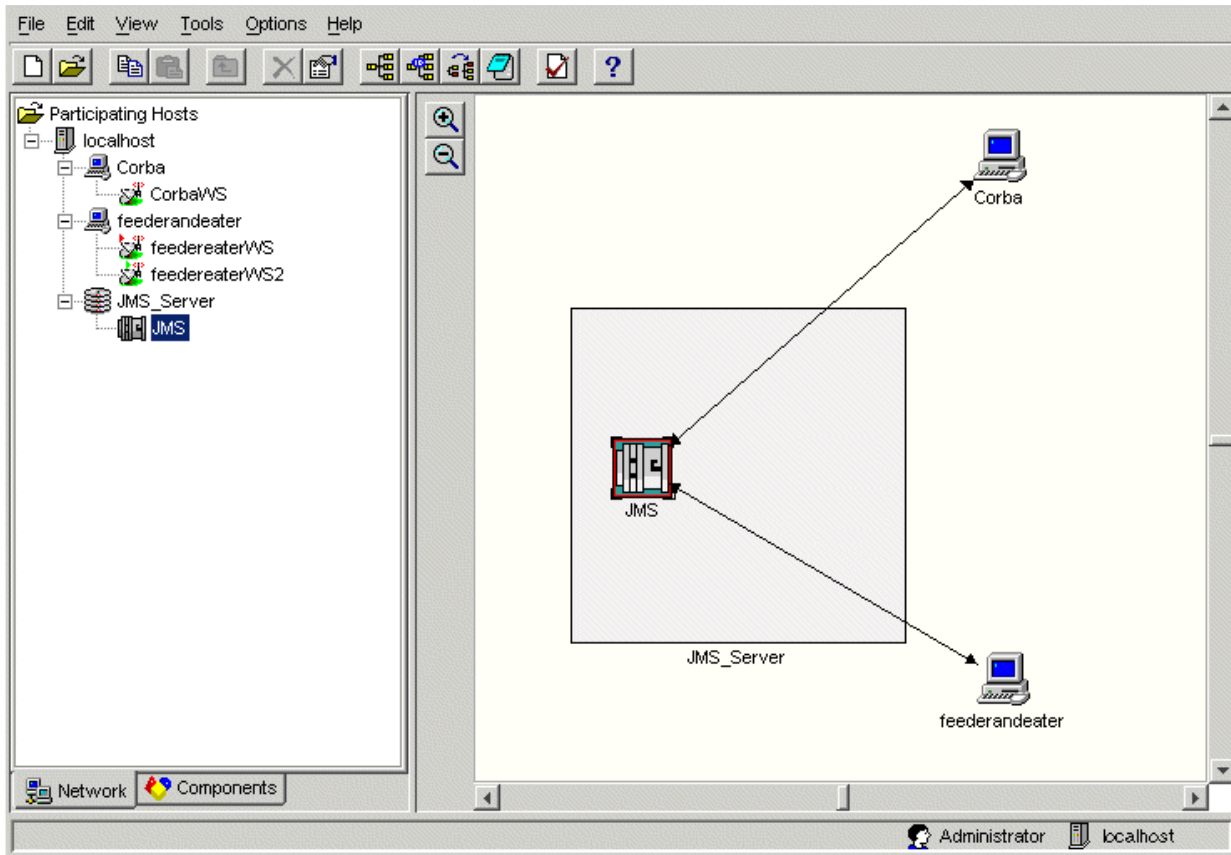 File Edit View Tools Options Help
?
Participating Hosts
localhost
Corba
CorbaWS
feederandeater
feedereaterWS
feedereaterWS2
JMS_Server
JMS
Network Components
Corba
JMS
JMS_Server
feederandeater
Administrator localhost